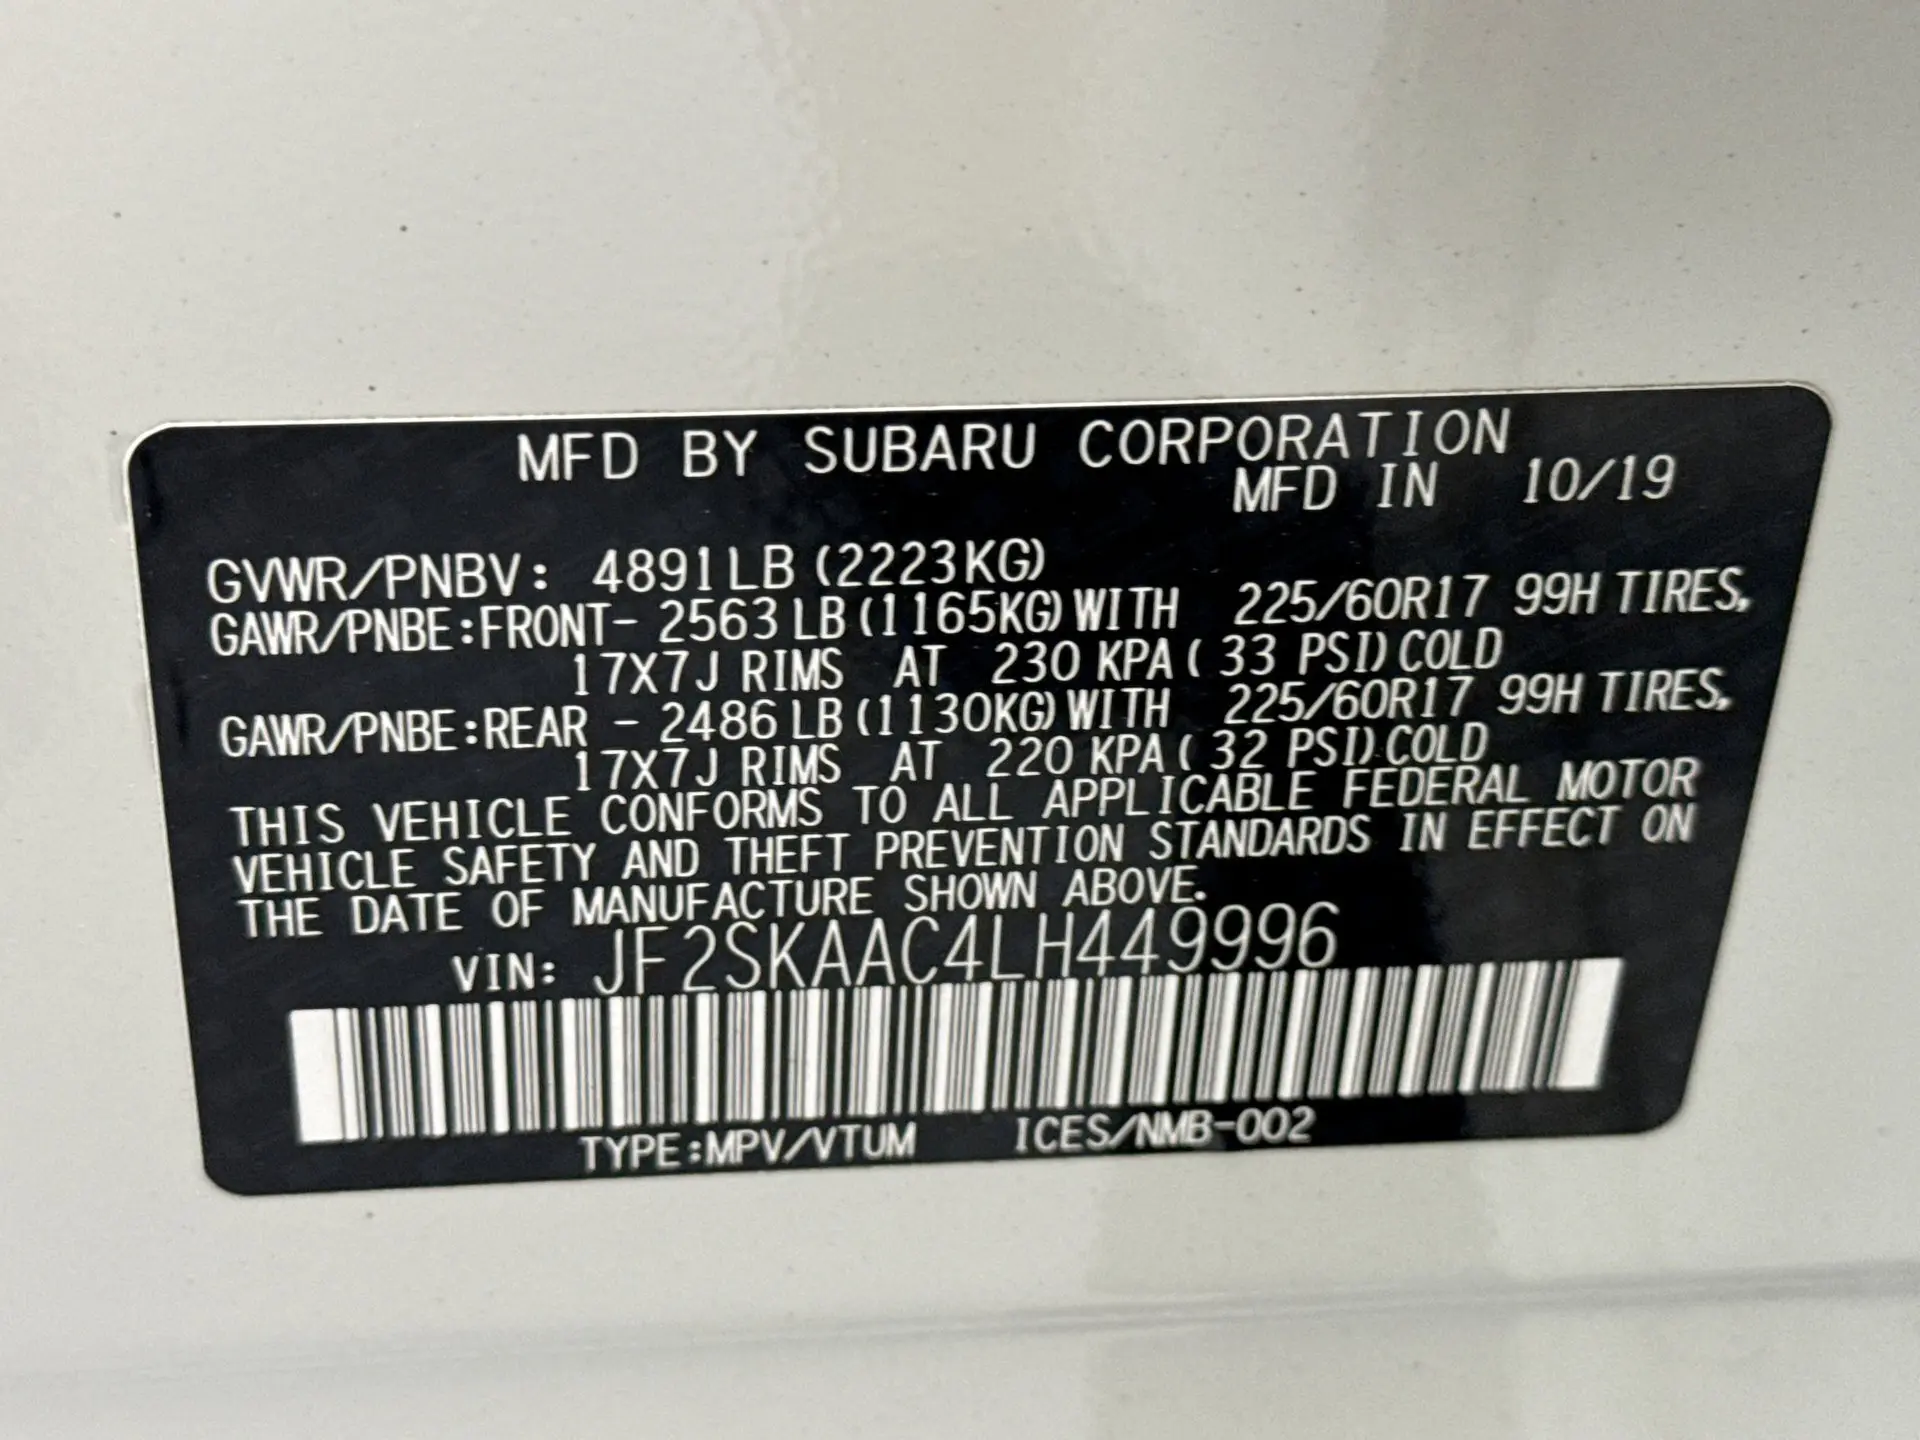 MFD BY SUBARU CORPORATION
MFD IN 10/19
GVWR/PNBV: 4891LB (2223KG)
GAWR/PNBE:FRONT- 2563 LB (1165KG) WITH 225/60R17 99H TIRES,
17X7J RIMS AT 230 KPA ( 33 PSI) COLD
GAWR/PNBE:REAR - 2486 LB (1130KG) WITH 225/60R17 99H TIRES,
17X7J RIMS AT 220 KPA ( 32 PSI) COLD
THIS VEHICLE CONFORMS TO ALL APPLICABLE FEDERAL MOTOR
VEHICLE SAFETY AND THEFT PREVENTION STANDARDS IN EFFECT ON
THE DATE OF MANUFACTURE SHOWN ABOVE.
VIN: JF2SKAAC4LH449996
TYPE:MPV/VTUM ICES/NMB-002